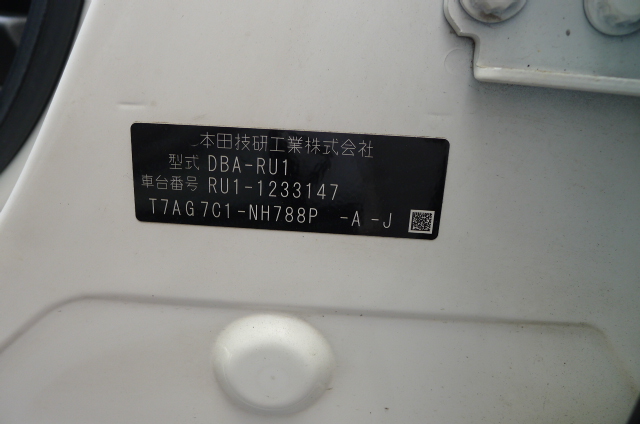 本田技研工業株式会社
型式 DBA-RU1
車台番号 RU1-1233147
T7AG7C1-NH788P -A-J